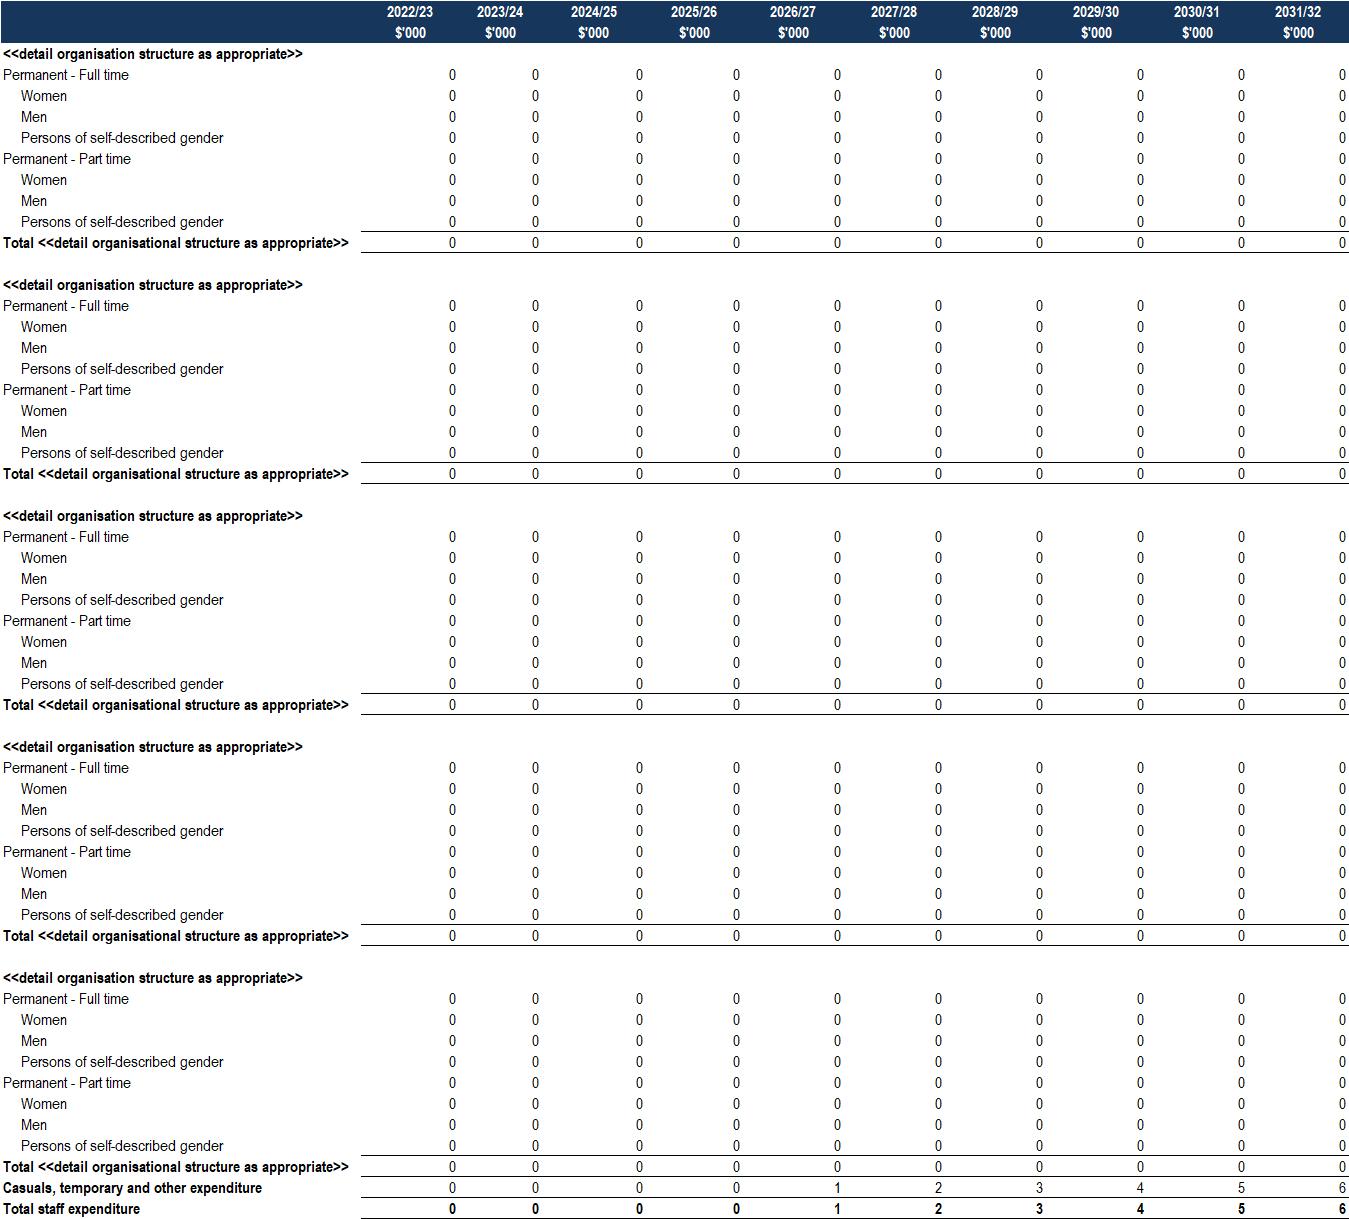 2022/23 2023/24 2024/25 2025/26 2026/27 2027/28 2028/29 2029/30 2030/31 2031/32
$'000 $'000 $'000 $'000 $'000 $'000 $'000 $'000 $'000 $'000
<<detail organisation structure as appropriate>>
Permanent - Full time 0 0 0 0 0 0 0 0 0 0
Women 0 0 0 0 0 0 0 0 0 0
Men 0 0 0 0 0 0 0 0 0 0
Persons of self-described gender 0 0 0 0 0 0 0 0 0 0
Permanent - Part time 0 0 0 0 0 0 0 0 0 0
Women 0 0 0 0 0 0 0 0 0 0
Men 0 0 0 0 0 0 0 0 0 0
Persons of self-described gender 0 0 0 0 0 0 0 0 0 0
Total <<detail organisational structure as appropriate>> 0 0 0 0 0 0 0 0 0 0
<<detail organisation structure as appropriate>>
Permanent - Full time 0 0 0 0 0 0 0 0 0 0
Women 0 0 0 0 0 0 0 0 0 0
Men 0 0 0 0 0 0 0 0 0 0
Persons of self-described gender 0 0 0 0 0 0 0 0 0 0
Permanent - Part time 0 0 0 0 0 0 0 0 0 0
Women 0 0 0 0 0 0 0 0 0 0
Men 0 0 0 0 0 0 0 0 0 0
Persons of self-described gender 0 0 0 0 0 0 0 0 0 0
Total <<detail organisational structure as appropriate>> 0 0 0 0 0 0 0 0 0 0
<<detail organisation structure as appropriate>>
Permanent - Full time 0 0 0 0 0 0 0 0 0 0
Women 0 0 0 0 0 0 0 0 0 0
Men 0 0 0 0 0 0 0 0 0 0
Persons of self-described gender 0 0 0 0 0 0 0 0 0 0
Permanent - Part time 0 0 0 0 0 0 0 0 0 0
Women 0 0 0 0 0 0 0 0 0 0
Men 0 0 0 0 0 0 0 0 0 0
Persons of self-described gender 0 0 0 0 0 0 0 0 0 0
Total <<detail organisational structure as appropriate>> 0 0 0 0 0 0 0 0 0 0
<<detail organisation structure as appropriate>>
Permanent - Full time 0 0 0 0 0 0 0 0 0 0
Women 0 0 0 0 0 0 0 0 0 0
Men 0 0 0 0 0 0 0 0 0 0
Persons of self-described gender 0 0 0 0 0 0 0 0 0 0
Permanent - Part time 0 0 0 0 0 0 0 0 0 0
Women 0 0 0 0 0 0 0 0 0 0
Men 0 0 0 0 0 0 0 0 0 0
Persons of self-described gender 0 0 0 0 0 0 0 0 0 0
Total <<detail organisational structure as appropriate>> 0 0 0 0 0 0 0 0 0 0
<<detail organisation structure as appropriate>>
Permanent - Full time 0 0 0 0 0 0 0 0 0 0
Women 0 0 0 0 0 0 0 0 0 0
Men 0 0 0 0 0 0 0 0 0 0
Persons of self-described gender 0 0 0 0 0 0 0 0 0 0
Permanent - Part time 0 0 0 0 0 0 0 0 0 0
Women 0 0 0 0 0 0 0 0 0 0
Men 0 0 0 0 0 0 0 0 0 0
Persons of self-described gender 0 0 0 0 0 0 0 0 0 0
Total <<detail organisational structure as appropriate>> 0 0 0 0 0 0 0 0 0 0
Casuals, temporary and other expenditure 0 0 0 0 1 2 3 4 5 6
Total staff expenditure 0 0 0 0 1 2 3 4 5 6